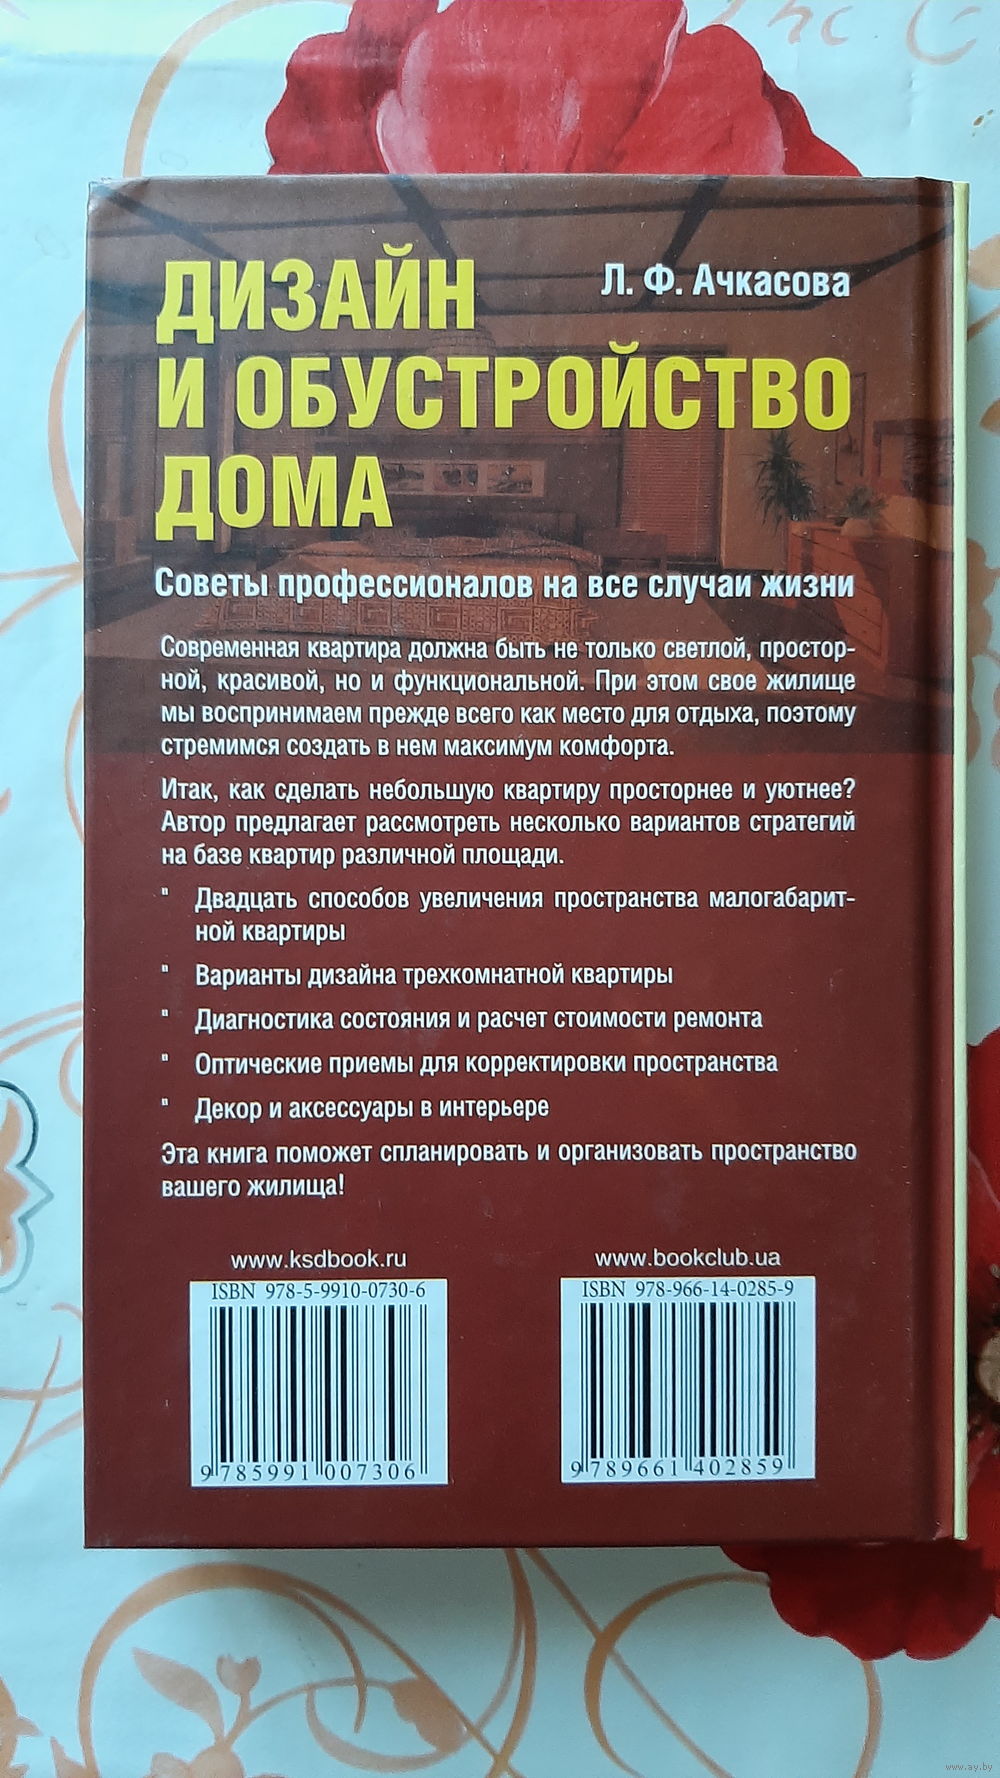 The C
Л. Ф. Ачкасова
ДИЗАЙН
И ОБУСТРОЙСТВО
ДОМА
Советы профессионалов на все случаи жизни
Современная квартира должна быть не только светлой, простор-
ной, красивой, но и функциональной. При этом свое жилище
мы воспринимаем прежде всего как место для отдыха, поэтому
стремимся создать в нем максимум комфорта.
Итак, как сделать небольшую квартиру просторнее и уютнее?
Автор предлагает рассмотреть несколько вариантов стратегий
на базе квартир различной площади.
Двадцать способов увеличения пространства малогабарит-
ной квартиры
Варианты дизайна трехкомнатной квартиры
Диагностика состояния и расчет стоимости ремонта
Оптические приемы для корректировки пространства
Декор и аксессуары в интерьере
Эта книга поможет спланировать и организовать пространство
вашего жилища!
www.ksdbook.ru
ISBN 978-5-9910-0730-6
9 785991 007306
www.bookclub.ua
ISBN 978-966-14-0285-9
9 789661 402859
www.ay.by